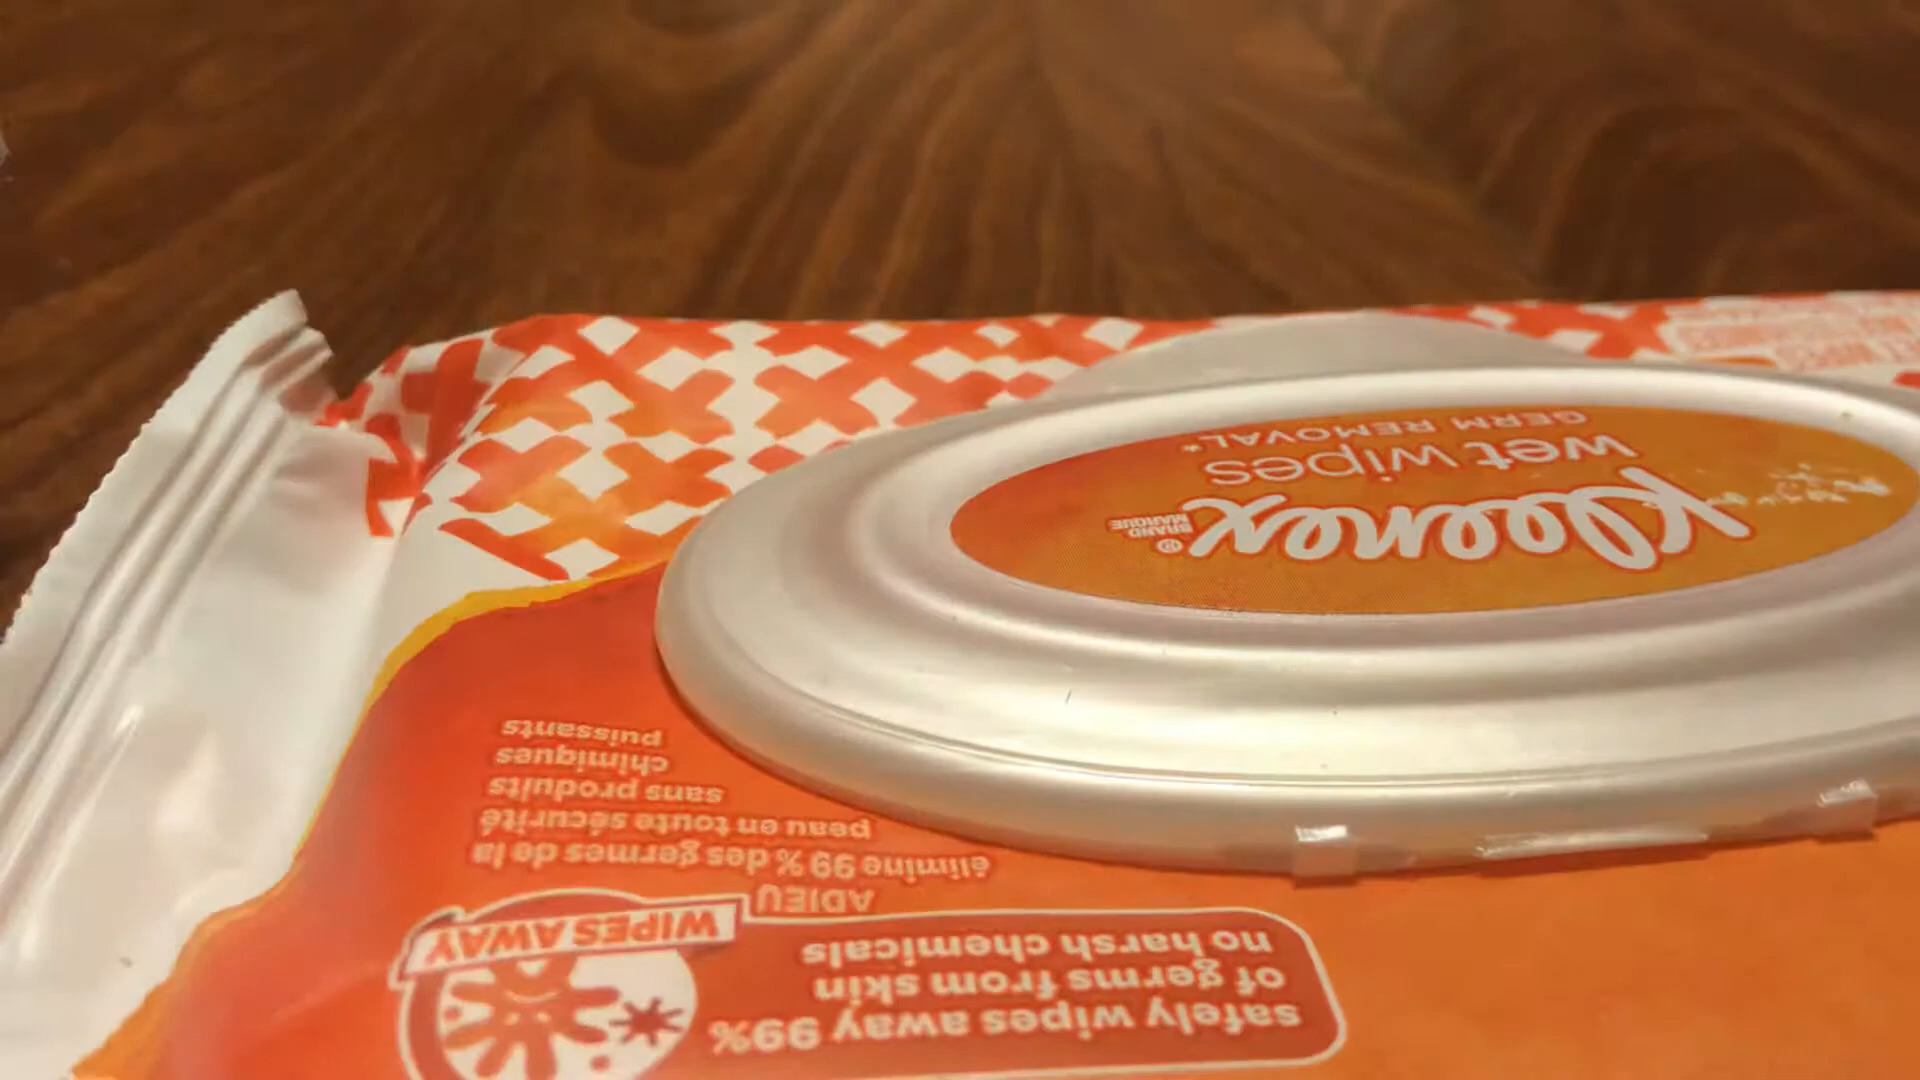 Kleenex®
BRAND
MARQUE
wet wipes
GERM REMOVAL*
safely wipes away 99%
of germs from skin
no harsh chemicals
WIPES AWAY
ADIEU
élimine 99 % des germes de la
peau en toute sécurité
sans produits
chimiques
puissants